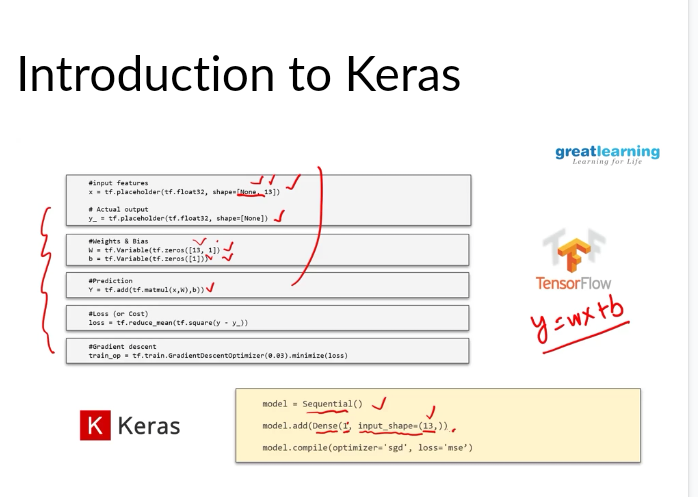 Introduction to Keras
greatlearning
Learning for Life
#input features
x = tf.placeholder(tf.float32, shape=[None, 13])
# Actual output
y_ = tf.placeholder(tf.float32, shape=[None])
#Weights & Bias
W = tf.Variable(tf.zeros([13, 1]))
b = tf.Variable(tf.zeros([1]))
#Prediction
Y = tf.add(tf.matmul(x,W),b))
#Loss (or Cost)
loss = tf.reduce_mean(tf.square(y - y_))
#Gradient descent
train_op = tf.train.GradientDescentOptimizer(0.03).minimize(loss)
TensorFlow
y=wx+b
K Keras
model = Sequential()
model.add(Dense(1, input_shape=(13,))
model.compile(optimizer='sgd', loss='mse')